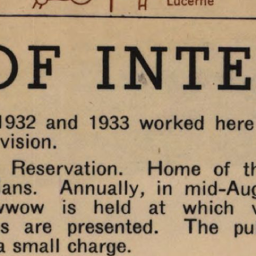 Lucerne
OF INTE
1932 and 1933 worked here
vision.
Reservation. Home of th
ians. Annually, in mid-Aug
wwow is held at which v
s are presented. The pu
a small charge.